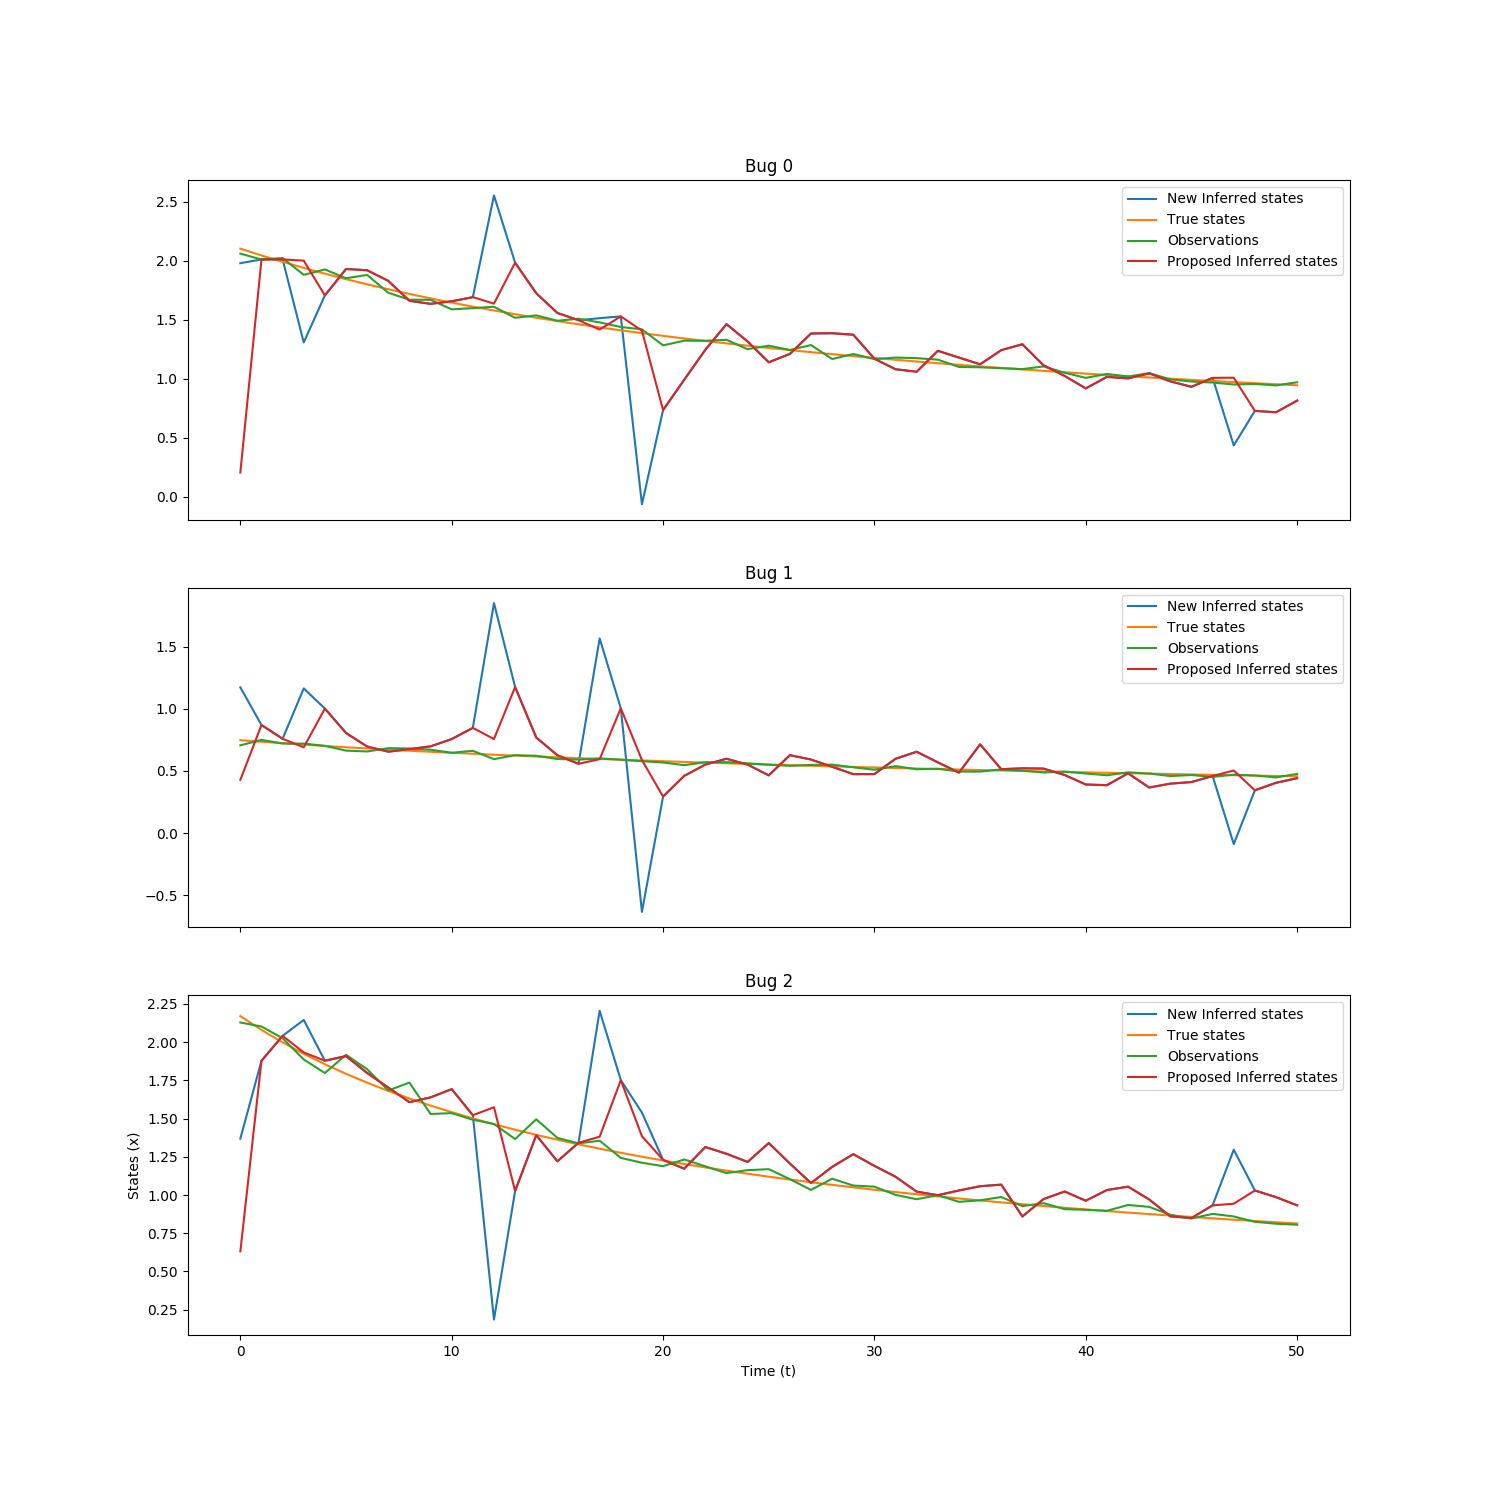 Bug 0
2.5
2.0
1.5
1.0
0.5
0.0
New Inferred states
True states
Observations
Proposed Inferred states
Bug 1
1.5
1.0
0.5
0.0
−0.5
New Inferred states
True states
Observations
Proposed Inferred states
Bug 2
2.25
2.00
1.75
1.50
1.25
1.00
0.75
0.50
0.25
States (x)
New Inferred states
True states
Observations
Proposed Inferred states
0 10 20 30 40 50
Time (t)